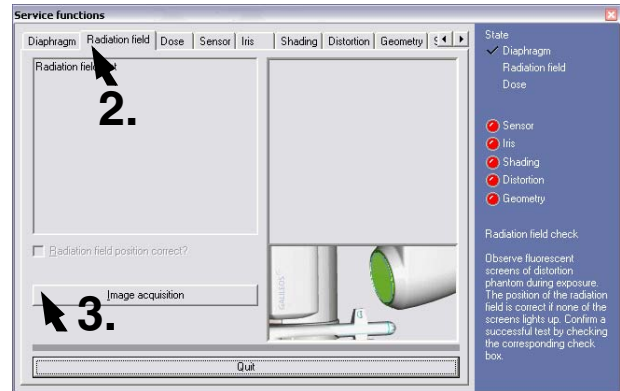 Service functions
Diaphragm Radiation field Dose Sensor Iris Shading Distortion Geometry
Radiation field
2.
Radiation field position correct?
Image acquisition
3.
GALILEOS
Quit
State
Diaphragm
Radiation field
Dose
Sensor
Iris
Shading
Distortion
Geometry
Radiation field check
Observe fluorescent
screens of distortion
phantom during exposure.
The position of the radiation
field is correct if none of the
screens lights up. Confirm a
successful test by checking
the corresponding check
box.